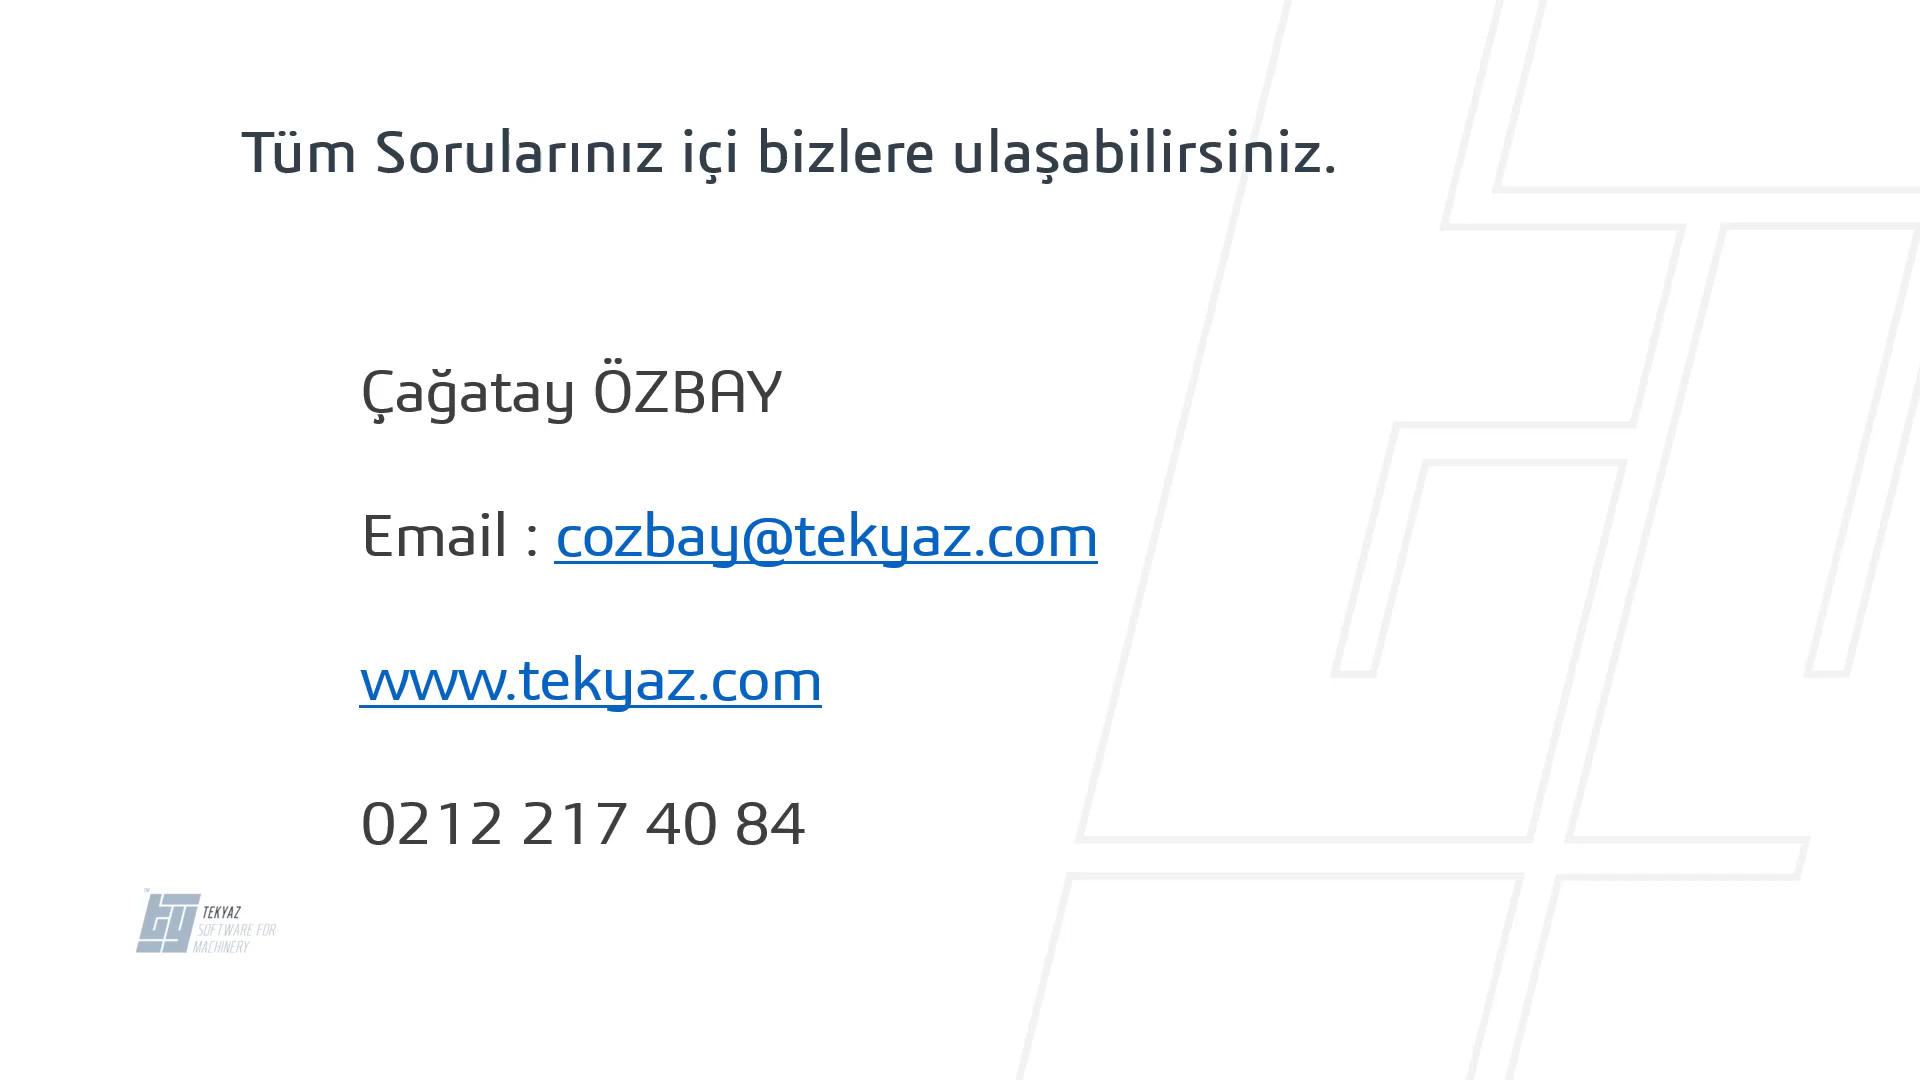 Tüm Sorularınız içi bizlere ulaşabilirsiniz.
Çağatay ÖZBAY
Email : cozbay@tekyaz.com
www.tekyaz.com
0212 217 40 84
TM
TEKYAZ
SOFTWARE FOR
MACHINERY